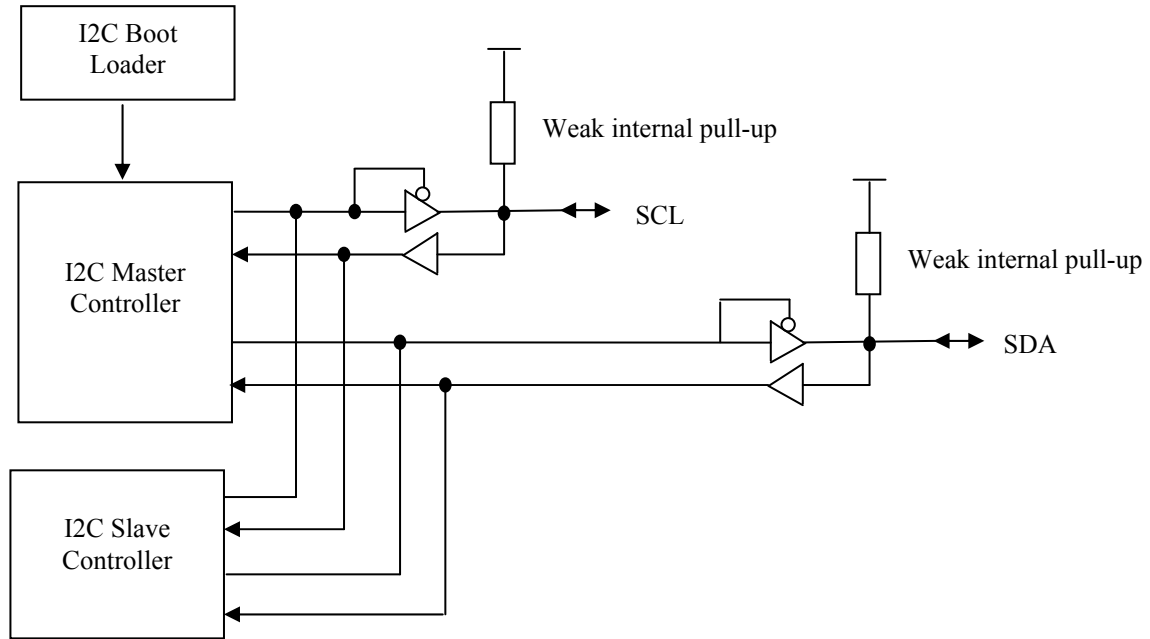 I2C Boot
Loader
Weak internal pull-up
SCL
Weak internal pull-up
I2C Master
Controller
SDA
I2C Slave
Controller